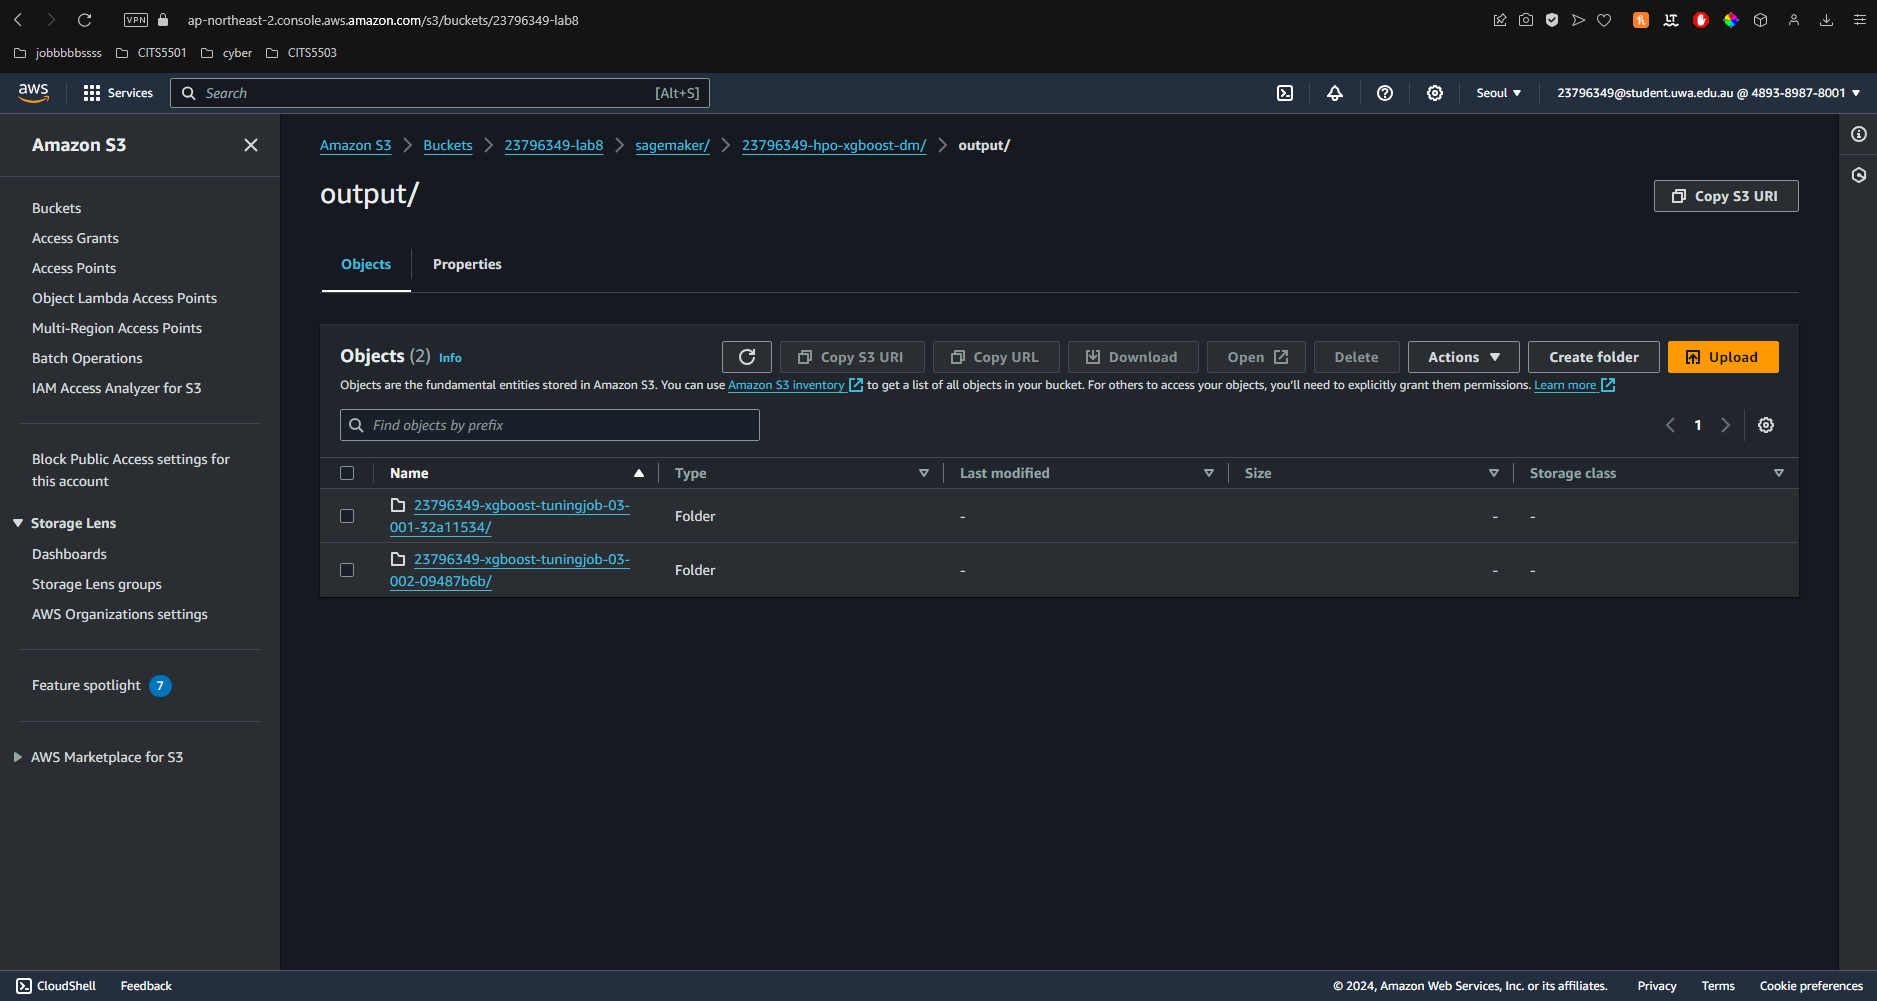 VPN ap-northeast-2.console.aws.amazon.com/s3/buckets/23796349-lab8
jobbbbbssss CITS5501 cyber CITS5503
aws Services Search [Alt+S] Seoul 23796349@student.uwa.edu.au @ 4893-8987-8001
Amazon S3
Buckets
Access Grants
Access Points
Object Lambda Access Points
Multi-Region Access Points
Batch Operations
IAM Access Analyzer for S3
Block Public Access settings for
this account
Storage Lens
Dashboards
Storage Lens groups
AWS Organizations settings
Feature spotlight 7
AWS Marketplace for S3
Amazon S3 Buckets 23796349-lab8 sagemaker/ 23796349-hpo-xgboost-dm/ output/
output/
Copy S3 URI
Objects Properties
Objects (2) Info
Copy S3 URI Copy URL Download Open Delete Actions Create folder Upload
Objects are the fundamental entities stored in Amazon S3. You can use Amazon S3 inventory to get a list of all objects in your bucket. For others to access your objects, you'll need to explicitly grant them permissions. Learn more
Find objects by prefix
1
Name Type Last modified Size Storage class
23796349-xgboost-tuningjob-03-
001-32a11534/
Folder - - -
23796349-xgboost-tuningjob-03-
002-09487b6b/
Folder - - -
CloudShell Feedback © 2024, Amazon Web Services, Inc. or its affiliates. Privacy Terms Cookie preferences